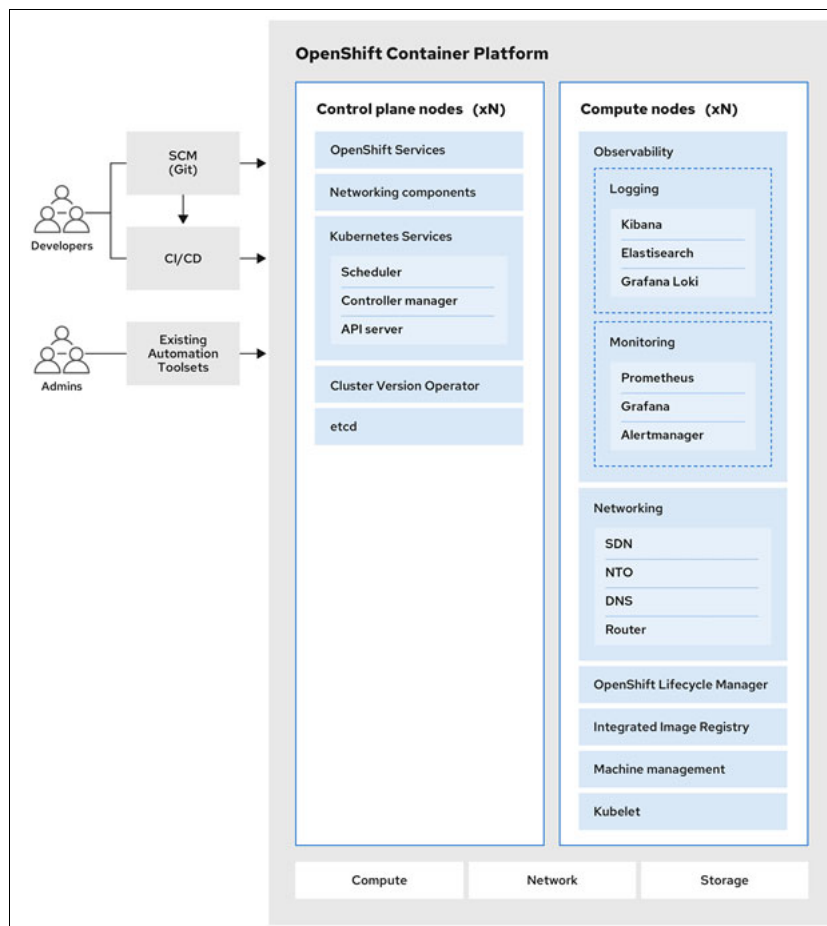 OpenShift Container Platform
SCM
(Git)
Developers
CI/CD
Existing
Automation
Toolsets
Admins
Control plane nodes (xN)
OpenShift Services
Networking components
Kubernetes Services
Scheduler
Controller manager
API server
Cluster Version Operator
etcd
Compute nodes (xN)
Observability
Logging
Kibana
Elastisearch
Grafana Loki
Monitoring
Prometheus
Grafana
Alertmanager
Networking
SDN
NTO
DNS
Router
OpenShift Lifecycle Manager
Integrated Image Registry
Machine management
Kubelet
Compute
Network
Storage